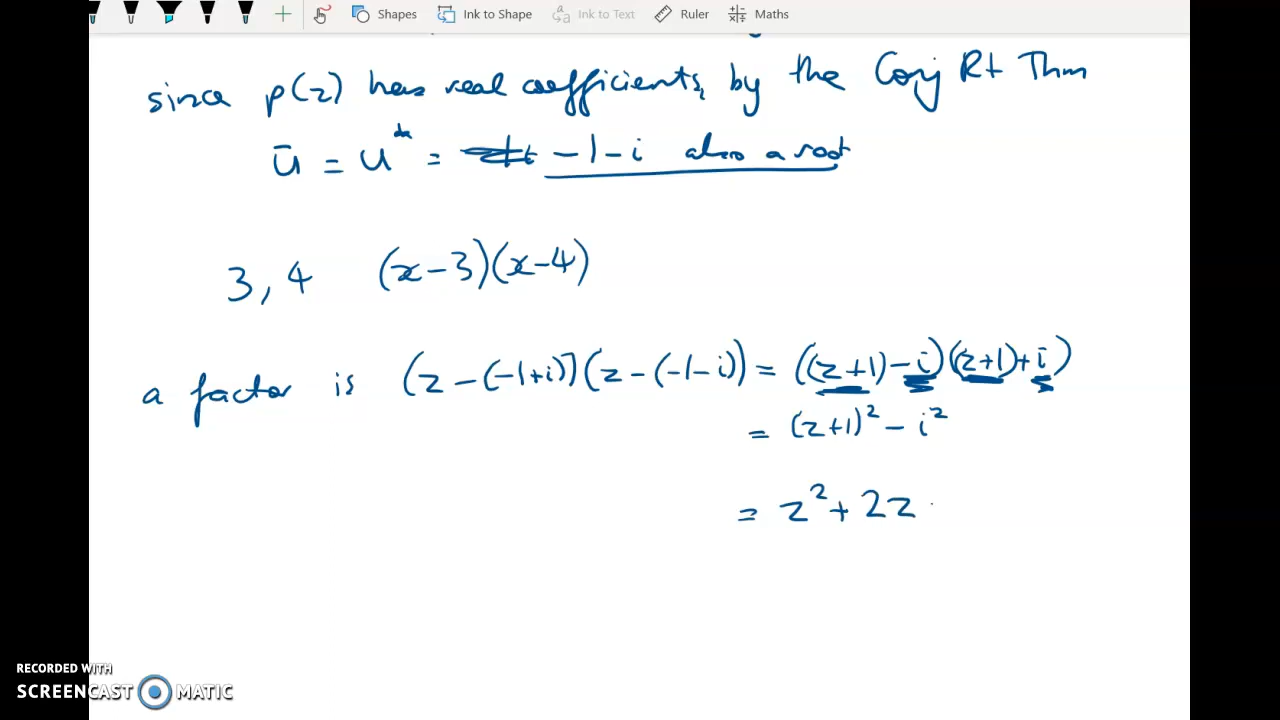 Shapes Ink to Shape Ink to Text Ruler Maths
since p(z) has real coefficients, by the Conj Rt Thm
ū = u* = -1-i also a root
3, 4 (x-3)(x-4)
a factor is (z-(-1+i))(z-(-1-i)) = ((z+1)-i)(z+1)+i)
= (z+1)² - i²
= z² + 2z
RECORDED WITH
SCREENCAST MATIC